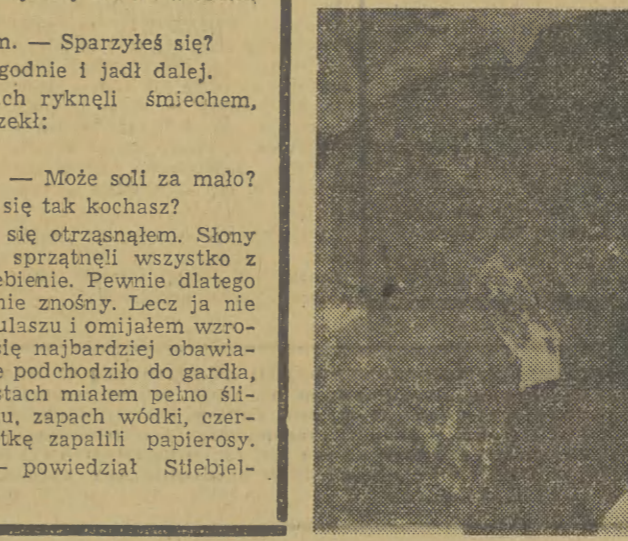 n. — Sparzyłeś się?
godnie i jadł dalej.
ch ryknęli śmiechem,
zekł:
— Może soli za mało?
się tak kochasz?
się otrząsnąłem. Słony
sprzątnęli wszystko z
ebienie. Pewnie dlatego
nie znośny. Lecz ja nie
ulaszu i omijałem wzro-
się najbardziej obawia-
e podchodziło do gardła,
stach miałem pełno śli-
u, zapach wódki, czer-
tkę zapalili papierosy.
— powiedział Stiebiel-